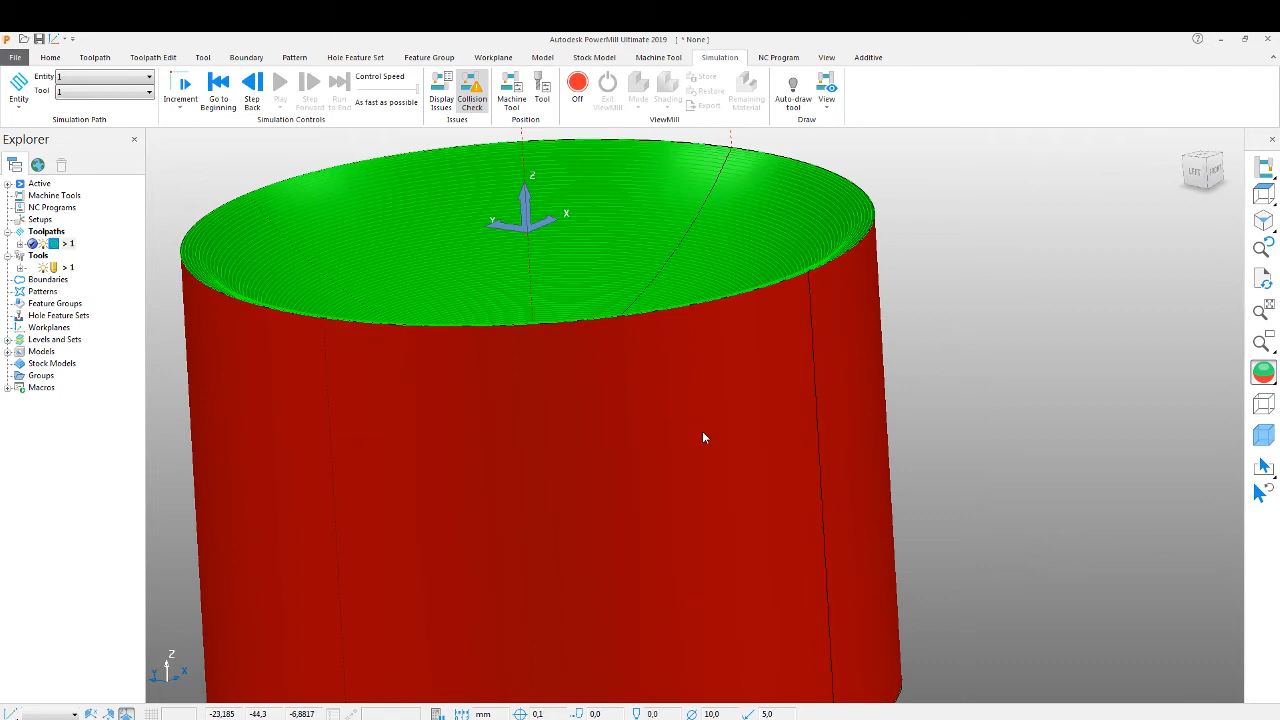 Autodesk PowerMill Ultimate 2019 [ * None ]
File Home Toolpath Toolpath Edit Tool Boundary Pattern Hole Feature Set Feature Group Workplane Model Stock Model Machine Tool Simulation NC Program View Additive
Entity
Entity 1
Tool 1
Simulation Path
Increment
Go to Beginning
Step Back
Play
Step Forward
Run to End
Control Speed
As fast as possible
Simulation Controls
Display Issues
Collision Check
Issues
Machine Tool
Tool
Position
Off
Exit ViewMill
Mode
Shading
Store
Restore
Export
Remaining Material
ViewMill
Auto-draw tool
View
Draw
Explorer
Active
Machine Tools
NC Programs
Setups
Toolpaths
> 1
Tools
> 1
Boundaries
Patterns
Feature Groups
Hole Feature Sets
Workplanes
Levels and Sets
Models
Stock Models
Groups
Macros
Z
Y
X
LEFT
FRONT
Z
Y
X
-23,185 -44,3 -6,8817 mm 0,1 0,0 0,0 10,0 5,0